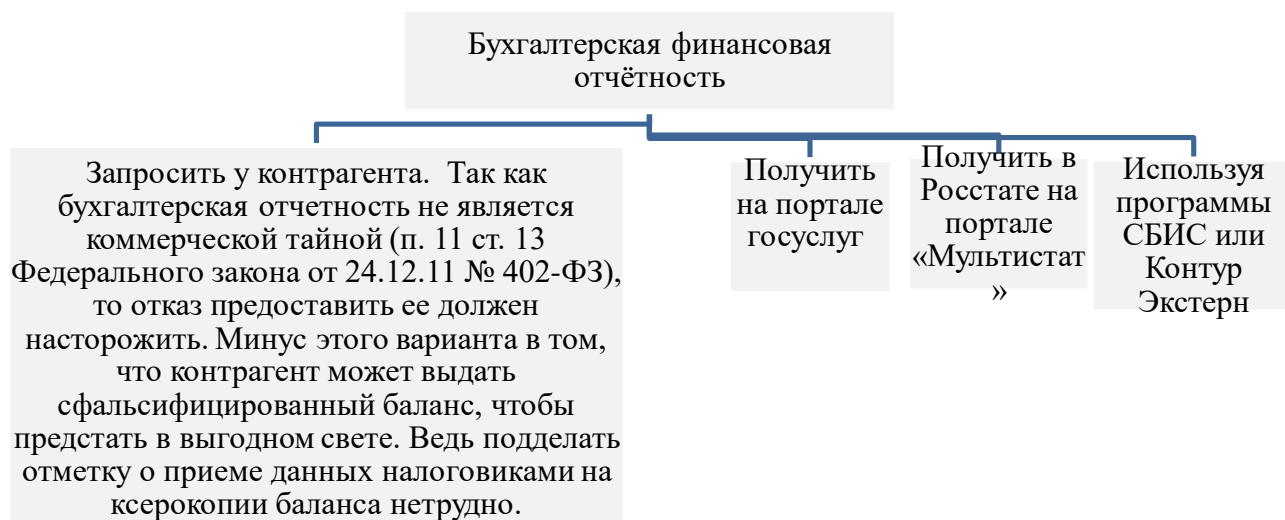 Бухгалтерская финансовая
отчётность
Запросить у контрагента. Так как
бухгалтерская отчетность не является
коммерческой тайной (п. 11 ст. 13
Федерального закона от 24.12.11 № 402-ФЗ),
то отказ предоставить ее должен
насторожить. Минус этого варианта в том,
что контрагент может выдать
сфальсифицированный баланс, чтобы
предстать в выгодном свете. Ведь подделать
отметку о приеме данных налоговиками на
ксерокопии баланса нетрудно.
Получить
на портале
госуслуг
Получить в
Росстате на
портале
«Мультистат
»
Используя
программы
СБИС или
Контур
Экстерн